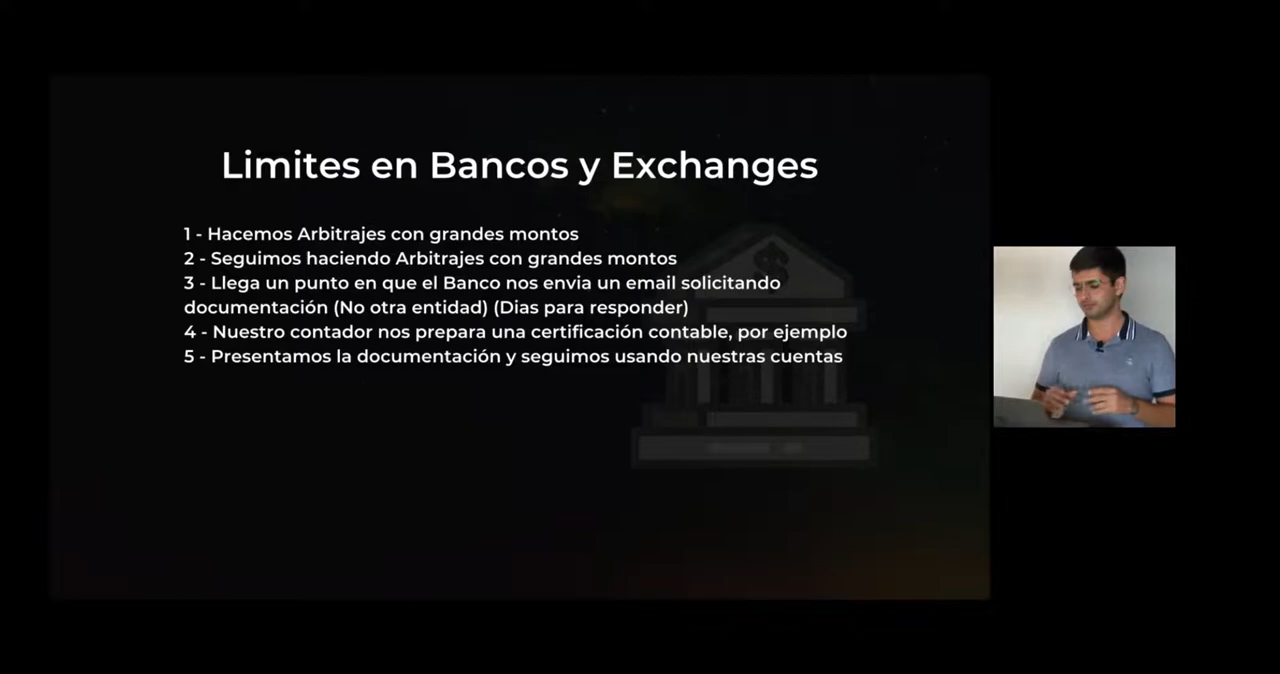 Limites en Bancos y Exchanges
1 - Hacemos Arbitrajes con grandes montos
2 - Seguimos haciendo Arbitrajes con grandes montos
3 - Llega un punto en que el Banco nos envia un email solicitando
documentación (No otra entidad) (Dias para responder)
4 - Nuestro contador nos prepara una certificación contable, por ejemplo
5 - Presentamos la documentación y seguimos usando nuestras cuentas